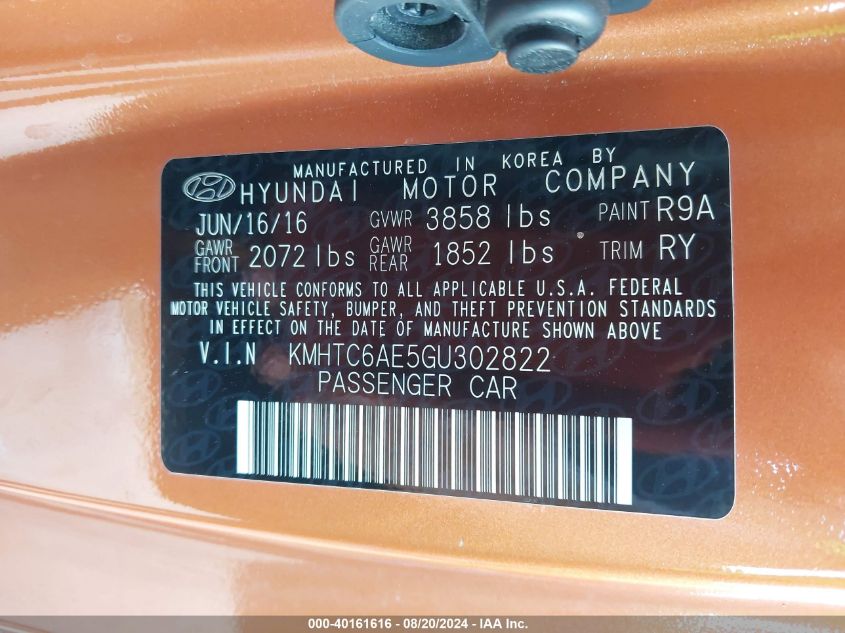 MANUFACTURED IN KOREA BY
HYUNDAI MOTOR COMPANY
JUN/16/16 GVWR 3858 lbs PAINT R9A
GAWR FRONT 2072 lbs GAWR REAR 1852 lbs TRIM RY
THIS VEHICLE CONFORMS TO ALL APPLICABLE U.S.A. FEDERAL
MOTOR VEHICLE SAFETY, BUMPER, AND THEFT PREVENTION STANDARDS
IN EFFECT ON THE DATE OF MANUFACTURE SHOWN ABOVE
V.I.N KMHTC6AE5GU302822
PASSENGER CAR
000-40161616 - 08/20/2024 - IAA Inc.